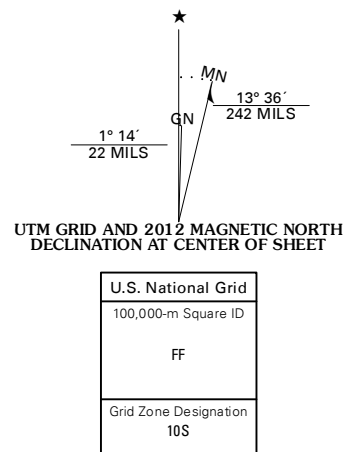 MN
GN
13° 36´
242 MILS
1° 14´
22 MILS
UTM GRID AND 2012 MAGNETIC NORTH
DECLINATION AT CENTER OF SHEET
U.S. National Grid
100,000-m Square ID
FF
Grid Zone Designation
10S